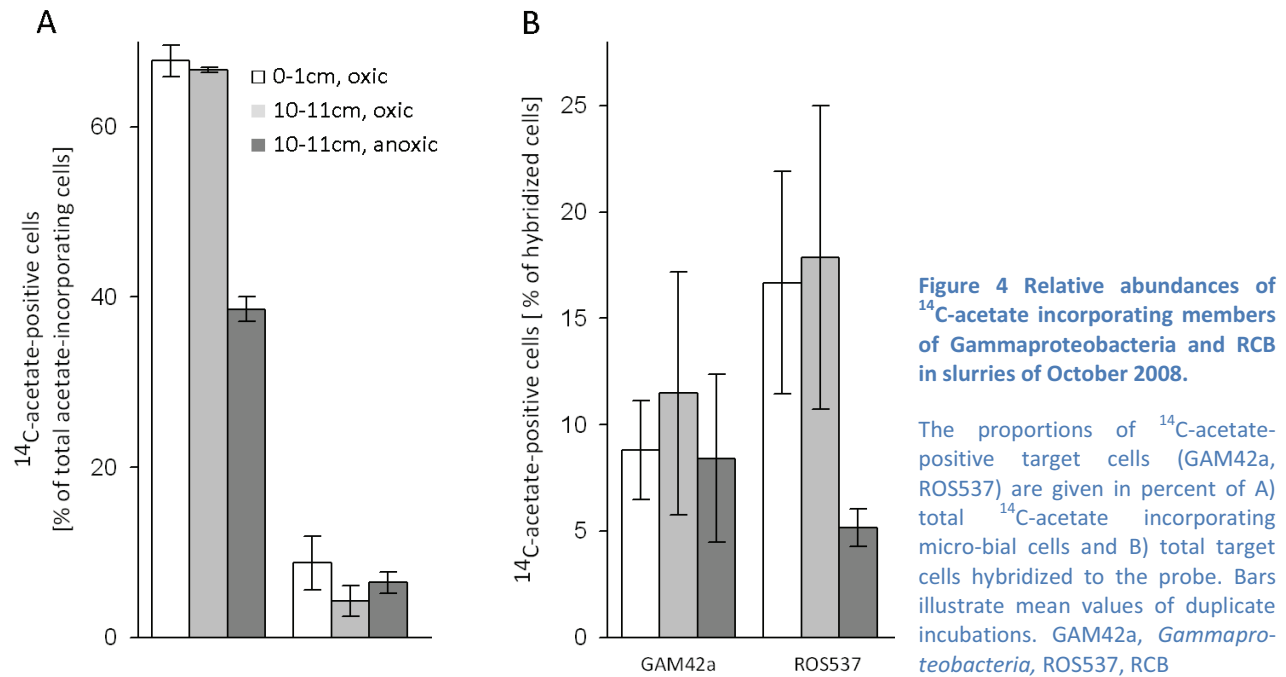 A
¹⁴C-acetate-positive cells
[% of total acetate-incorporating cells]
60
40
20
0
0-1cm, oxic
10-11cm, oxic
10-11cm, anoxic
B
¹⁴C-acetate-positive cells [ % of hybridized cells]
25
20
15
10
5
0
GAM42a
ROS537
Figure 4 Relative abundances of
¹⁴C-acetate incorporating members
of Gammaproteobacteria and RCB
in slurries of October 2008.
The proportions of ¹⁴C-acetate-
positive target cells (GAM42a,
ROS537) are given in percent of A)
total ¹⁴C-acetate incorporating
micro-bial cells and B) total target
cells hybridized to the probe. Bars
illustrate mean values of duplicate
incubations. GAM42a, Gammapro-
teobacteria, ROS537, RCB